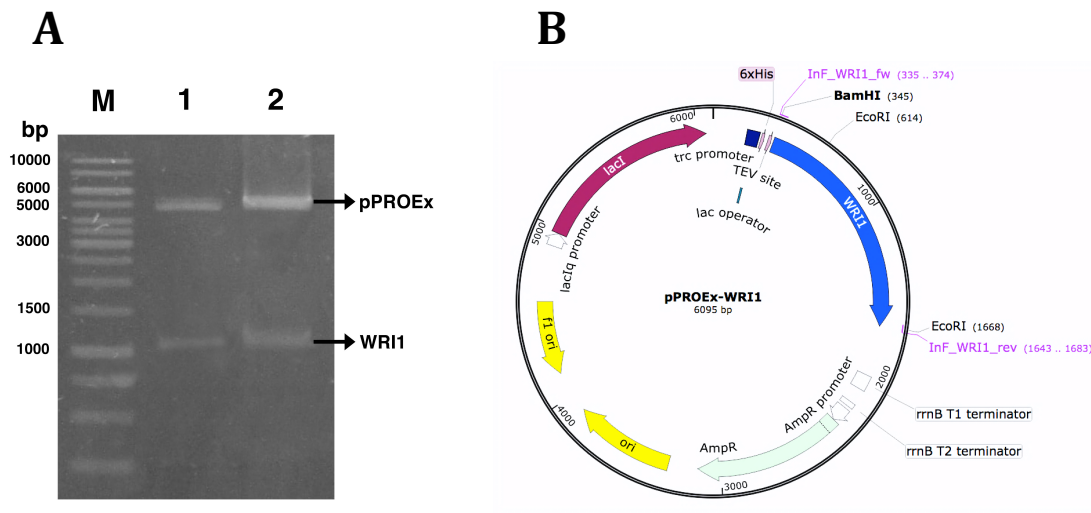 A
M 1 2
bp
10000
6000
5000
3000
1500
1000
pPROEx
WRI1
B
6xHis
InF_WRI1_fw (335 .. 374)
BamHI (345)
EcoRI (614)
6000
lacI
trc promoter
TEV site
lac operator
1000
WRI1
5000
lacIq promoter
pPROEx-WRI1
6095 bp
f1 ori
EcoRI (1668)
InF_WRI1_rev (1643 .. 1683)
2000
AmpR promoter
4000
ori
AmpR
3000
rrnB T1 terminator
rrnB T2 terminator